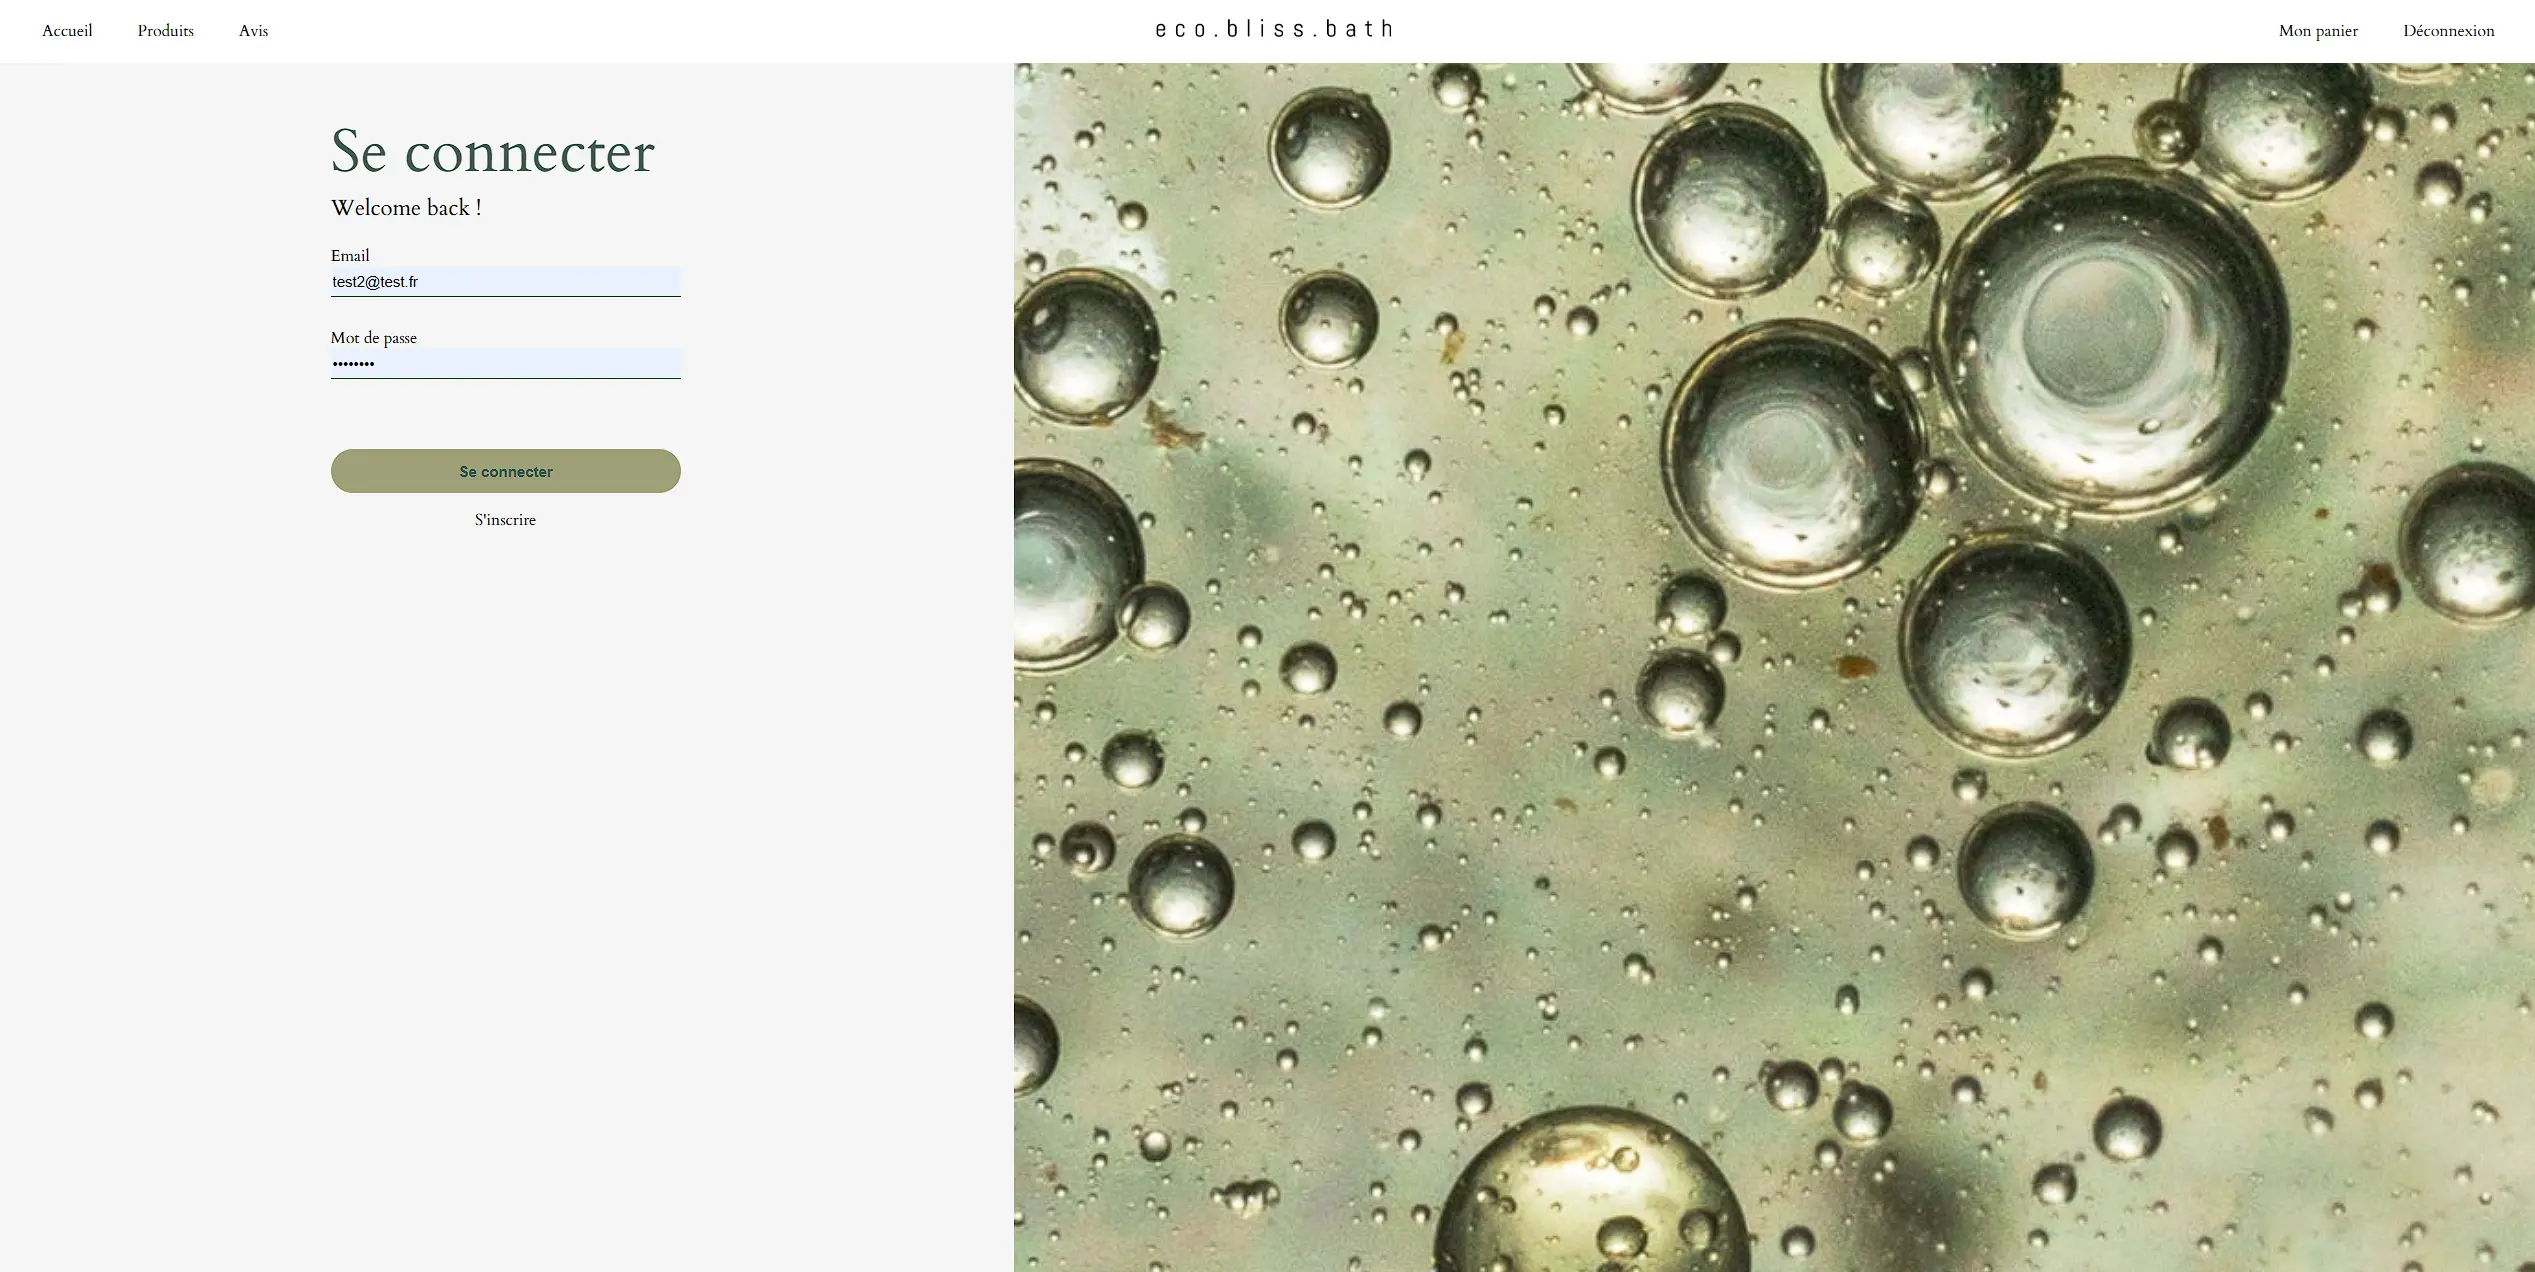 Accueil Produits Avis eco.bliss.bath Mon panier Déconnexion
Se connecter
Welcome back !
Email
test2@test.fr
Mot de passe
••••••••
Se connecter
S'inscrire